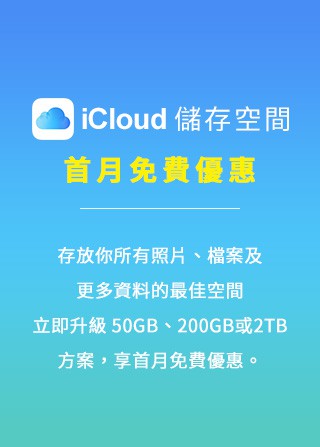 iCloud 儲存空間
首月免費優惠
存放你所有照片、檔案及
更多資料的最佳空間
立即升級 50GB、200GB或2TB
方案，享首月免費優惠。